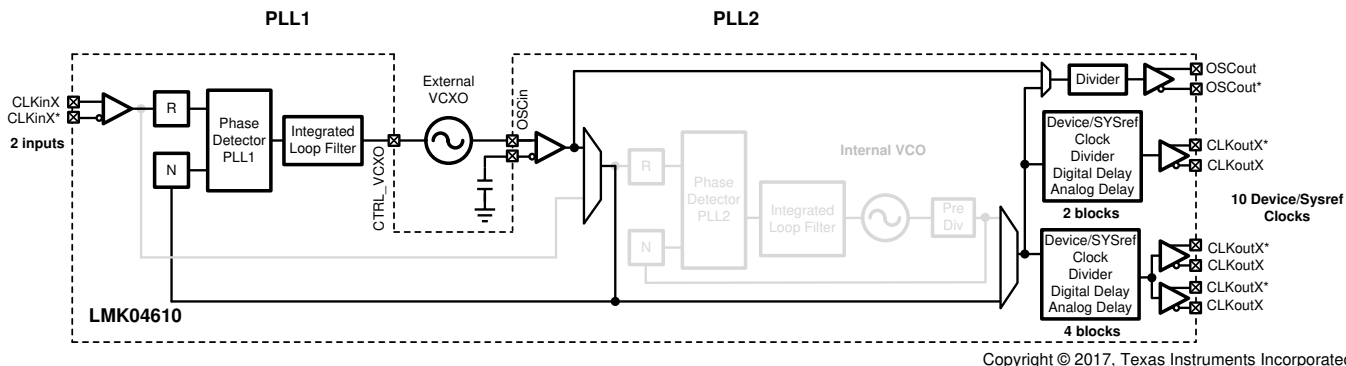 PLL1
PLL2
CLKinX
CLKinX*
2 inputs
R
N
Phase
Detector
PLL1
Integrated
Loop Filter
CTRL_VCXO
External
VCXO
OSCin
R
N
Phase
Detector
PLL2
Internal VCO
Integrated
Loop Filter
Pre
Div
Divider
OSCout
OSCout*
Device/SYSref
Clock
Divider
Digital Delay
Analog Delay
2 blocks
CLKoutX*
CLKoutX
10 Device/Sysref
Clocks
Device/SYSref
Clock
Divider
Digital Delay
Analog Delay
4 blocks
CLKoutX*
CLKoutX
CLKoutX*
CLKoutX
LMK04610
Copyright © 2017, Texas Instruments Incorporated